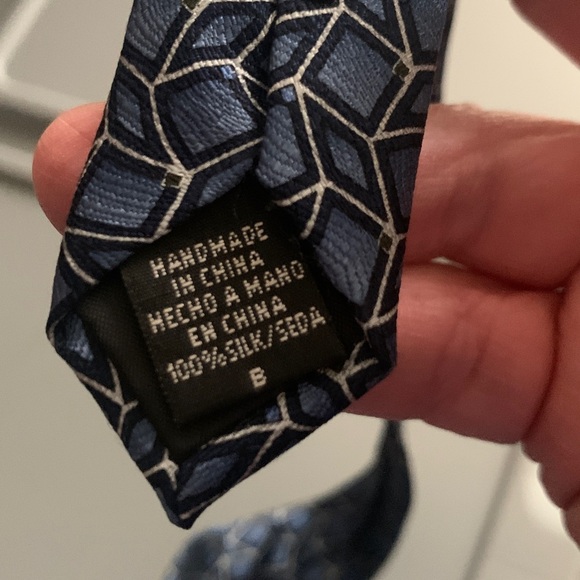 HANDMADE
IN CHINA
HECHO A MANO
EN CHINA
100%SILK/SEDA
B